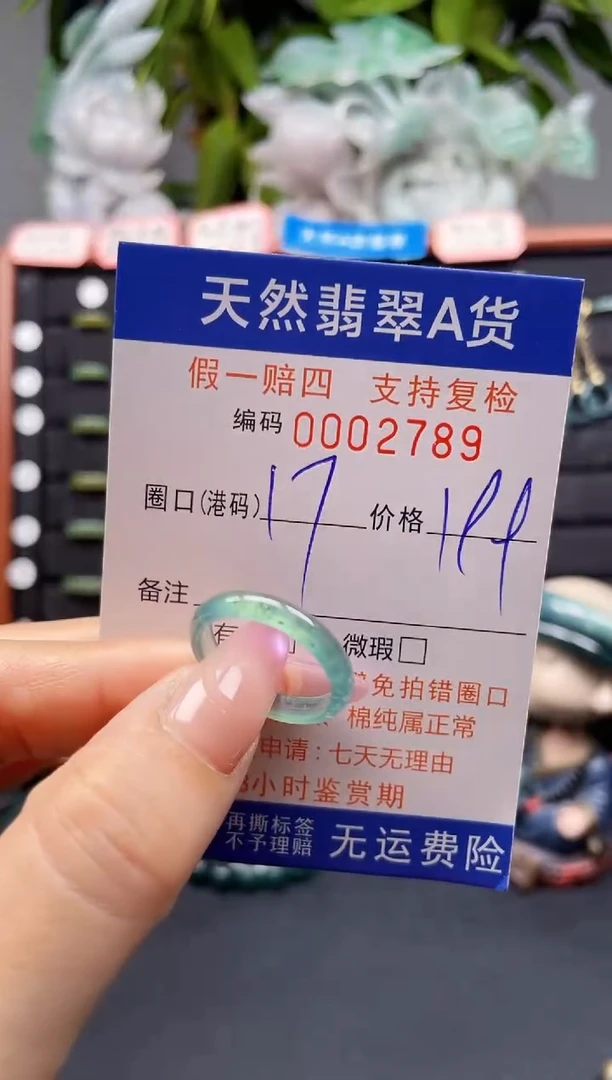 天然翡翠A货
假一赔四 支持复检
编码 0002789
圈口(港码) 17 价格 199
备注
有 微瑕□
免拍错圈口
棉纯属正常
申请:七天无理由
小时鉴赏期
再撕标签
不予理赔
无运费险